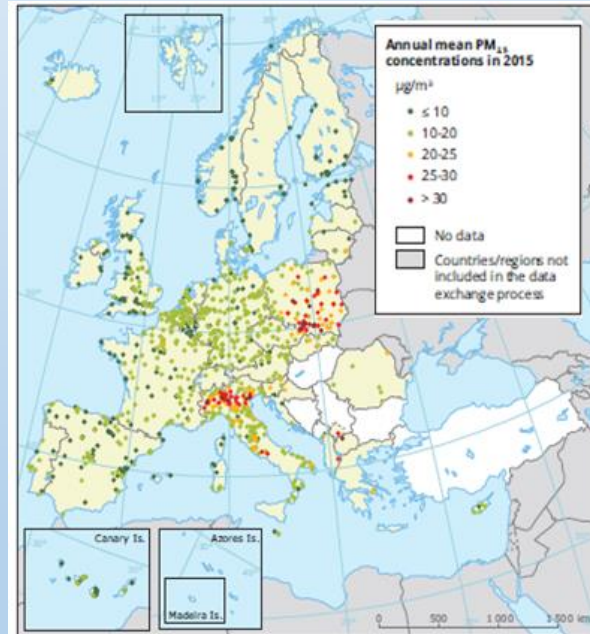 Annual mean PM₂.₅
concentrations in 2015
µg/m³
≤ 10
10-20
20-25
25-30
> 30
No data
Countries/regions not
included in the data
exchange process
Canary Is.
Azores Is.
Madeira Is.
0 500 1 000 1 500 km